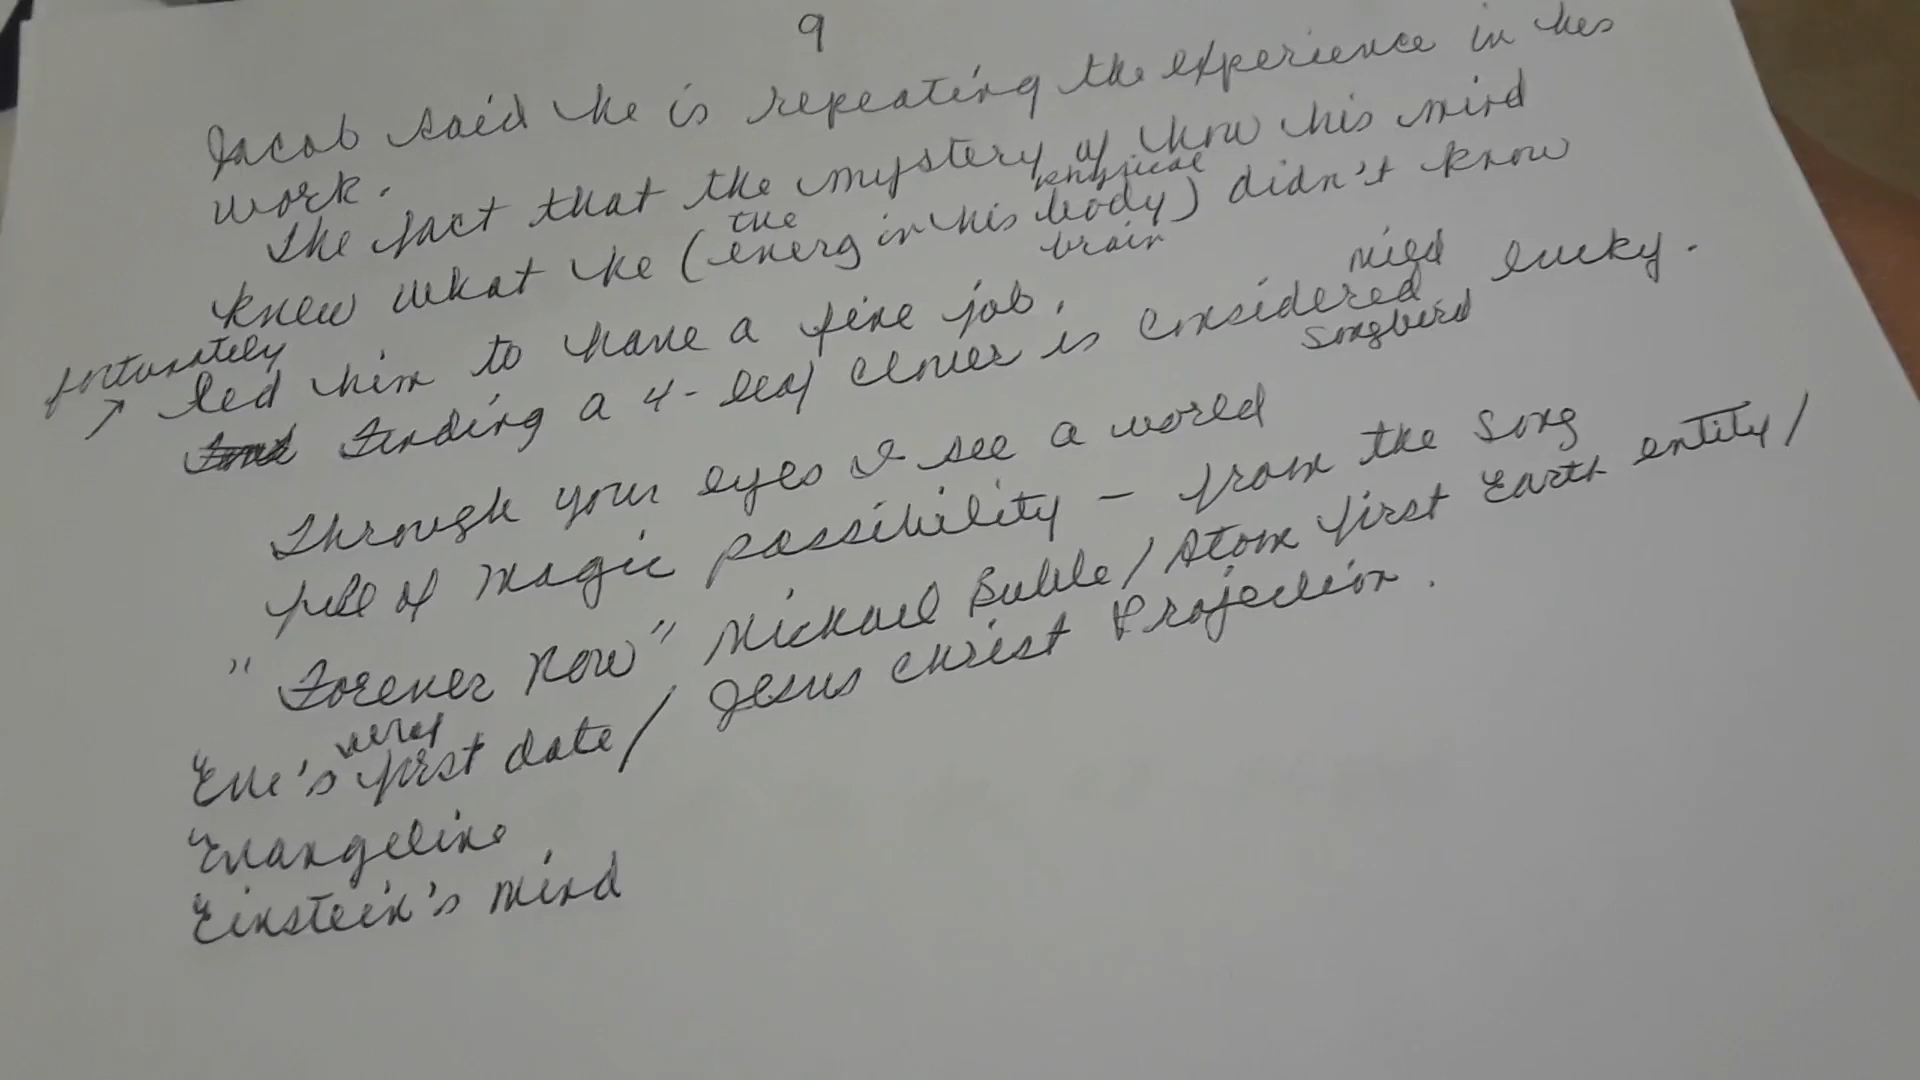 9
Jacob said he is repeating the experience in his
work.
The fact that the mystery of how his mind
physical
knew what he (energ in his body) didn't know
the
brain
fortunately
led him to have a fine job.
mild
Finding a 4-leaf clover is considered lucky.
Songbird
Through your eyes I see a world
full of magic possibility - from the song
"Forever Now" Michael Buble/Atom first Earth entity/
very
Eve's first date/ Jesus Christ Projection.
Evangeline
Einstein's mind